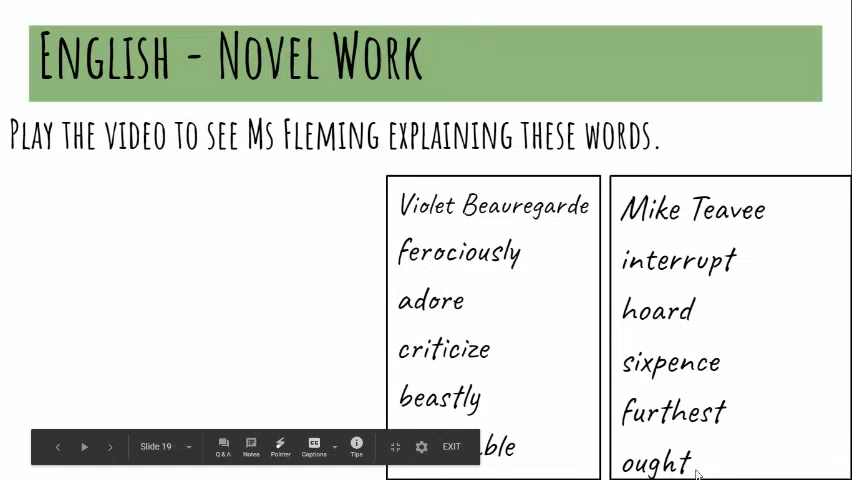 English - Novel Work
Play the video to see Ms Fleming explaining these words.
Violet Beauregarde
ferociously
adore
criticize
beastly
Mike Teavee
interrupt
hoard
sixpence
furthest
ought
Slide 19
Q & A
Notes
Pointer
CC
Captions
Tips
EXIT